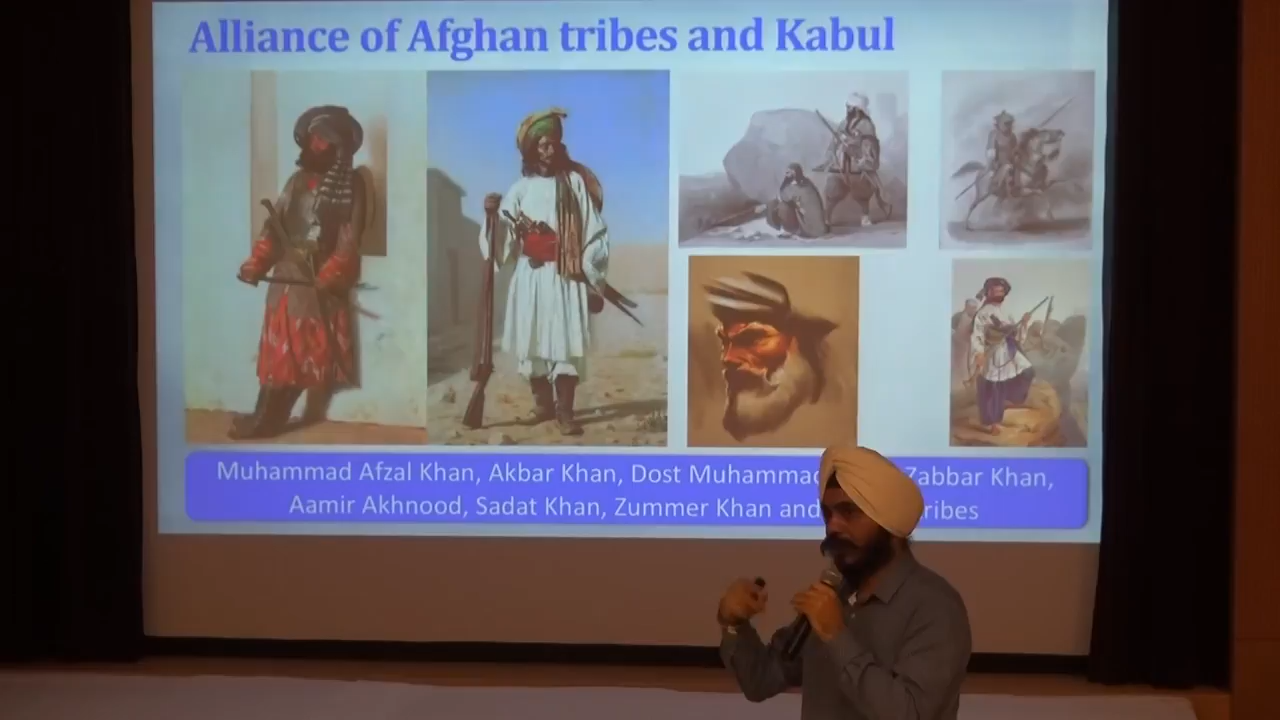 Alliance of Afghan tribes and Kabul
Muhammad Afzal Khan, Akbar Khan, Dost Muhammad Zabbar Khan,
Aamir Akhnood, Sadat Khan, Zummer Khan and ribes